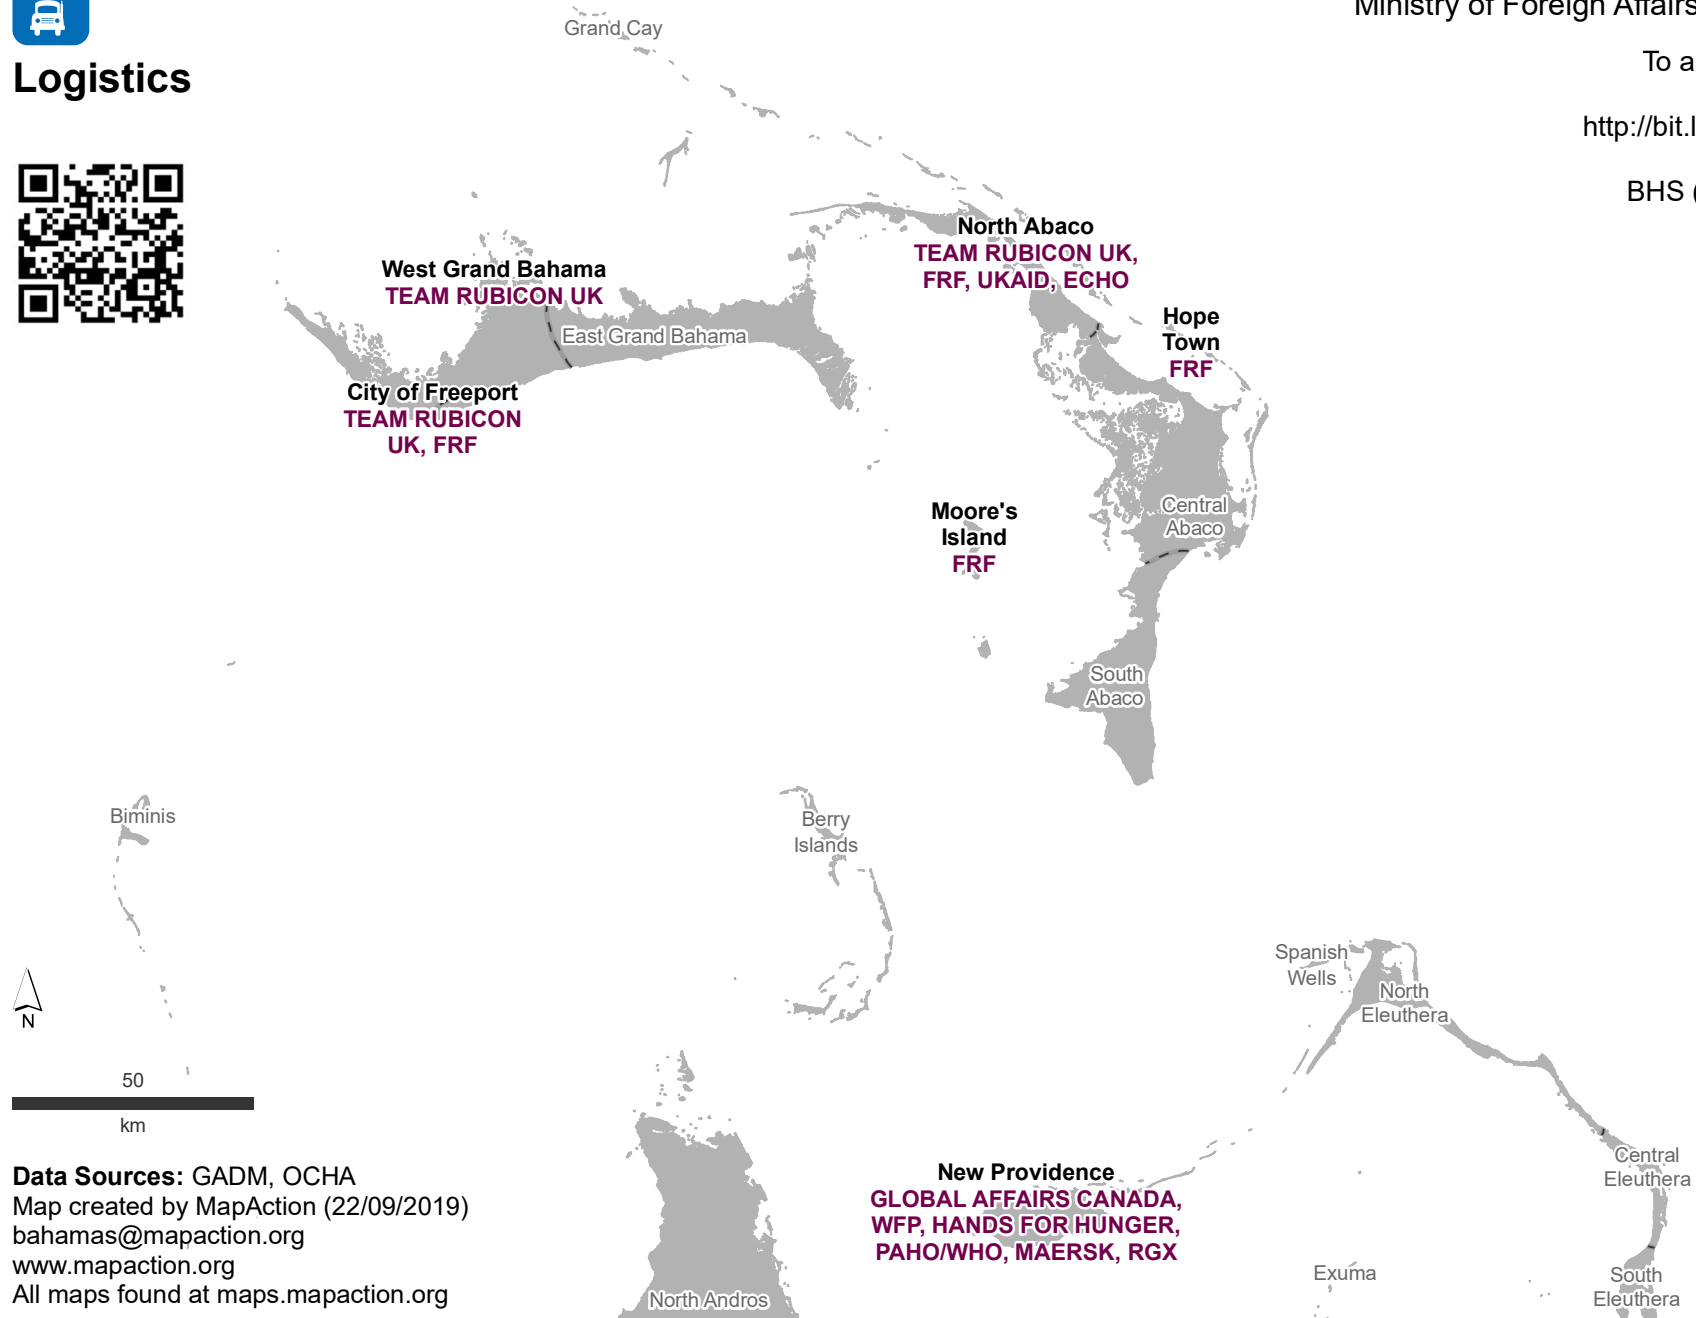 Ministry of Foreign Affairs
Grand Cay
Logistics
To a
http://bit.l
BHS (
North Abaco
TEAM RUBICON UK,
FRF, UKAID, ECHO
West Grand Bahama
TEAM RUBICON UK
East Grand Bahama
Hope
Town
FRF
City of Freeport
TEAM RUBICON
UK, FRF
Moore's
Island
FRF
Central
Abaco
South
Abaco
Biminis
Berry
Islands
Spanish
Wells
North
Eleuthera
N
50
km
Central
Eleuthera
New Providence
GLOBAL AFFAIRS CANADA,
WFP, HANDS FOR HUNGER,
PAHO/WHO, MAERSK, RGX
Exuma
South
Eleuthera
North Andros
Data Sources: GADM, OCHA
Map created by MapAction (22/09/2019)
bahamas@mapaction.org
www.mapaction.org
All maps found at maps.mapaction.org